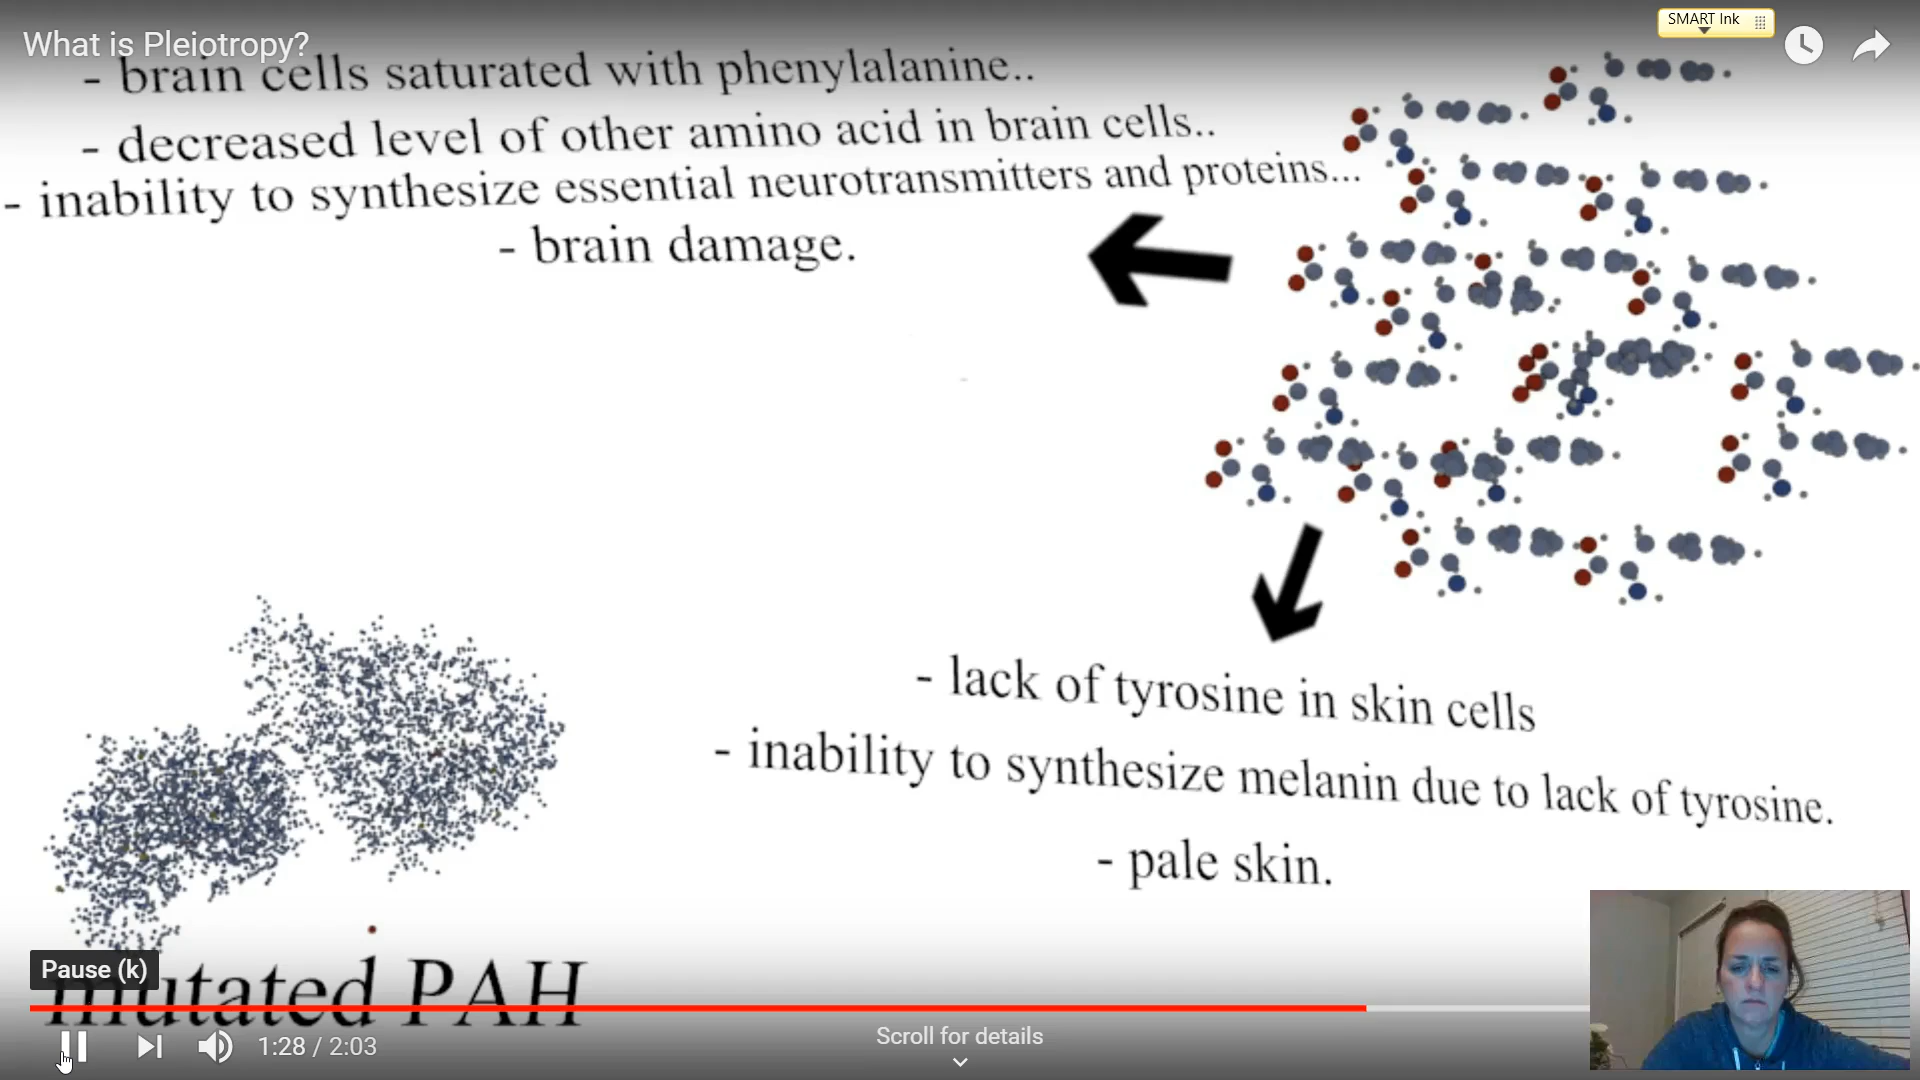 SMART Ink
What is Pleiotropy?
- brain cells saturated with phenylalanine..
- decreased level of other amino acid in brain cells..
- inability to synthesize essential neurotransmitters and proteins...
- brain damage.
- lack of tyrosine in skin cells
- inability to synthesize melanin due to lack of tyrosine.
- pale skin.
Pause (k)
mutated PAH
1:28 / 2:03
Scroll for details